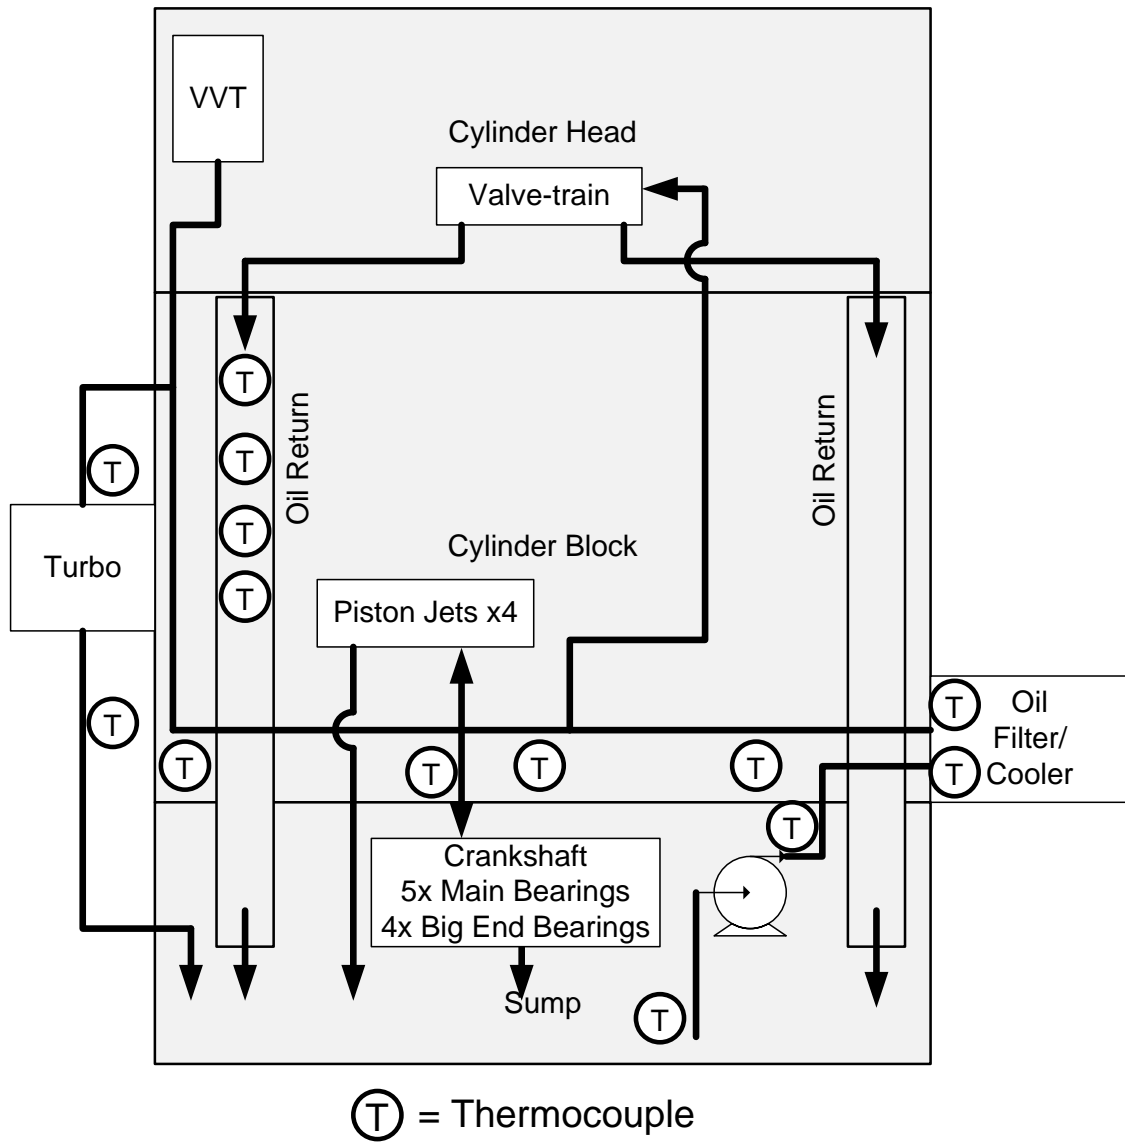 VVT
Cylinder Head
Valve-train
T
Oil Return
Oil Return
T
T
T
T
Turbo
Cylinder Block
T
Piston Jets x4
T
T
Oil
Filter/
Cooler
T
T
T
T
T
T
Crankshaft
5x Main Bearings
4x Big End Bearings
Sump
T
T = Thermocouple